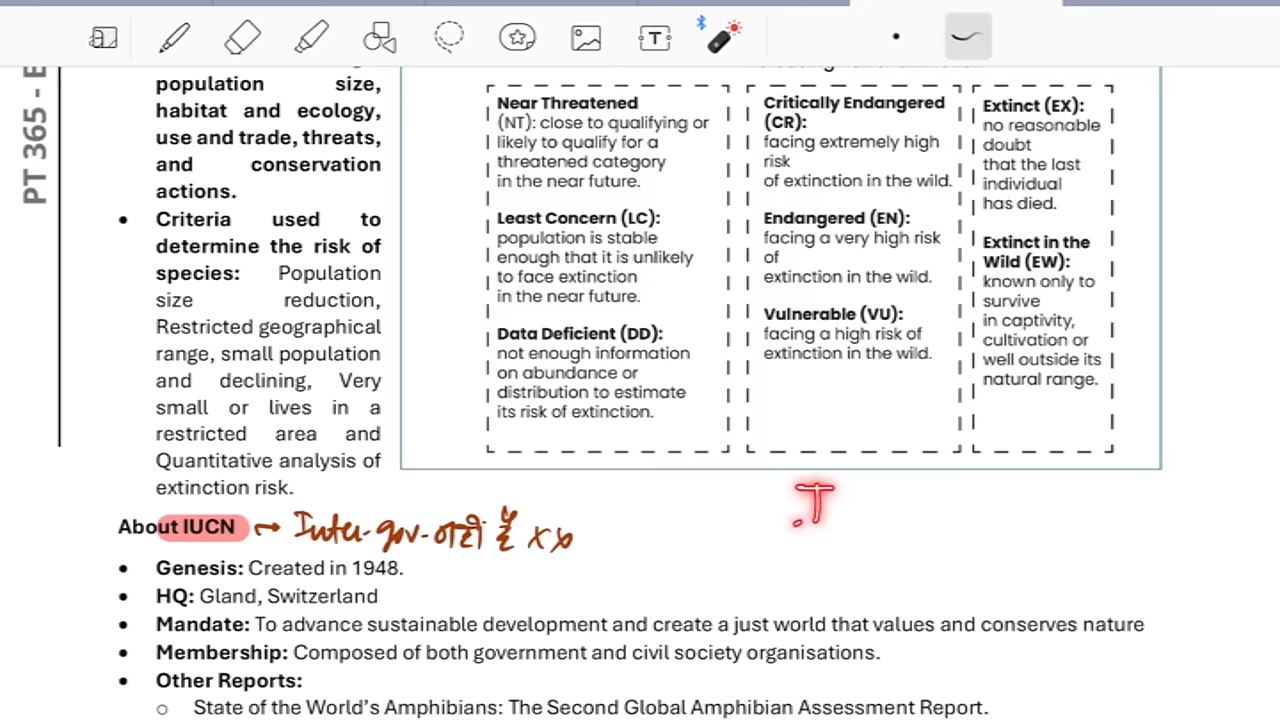 PT 365 - E
population size,
habitat and ecology,
use and trade, threats,
and conservation
actions.
• Criteria used to
determine the risk of
species: Population
size reduction,
Restricted geographical
range, small population
and declining, Very
small or lives in a
restricted area and
Quantitative analysis of
extinction risk.
Near Threatened
(NT): close to qualifying or
likely to qualify for a
threatened category
in the near future.
Least Concern (LC):
population is stable
enough that it is unlikely
to face extinction
in the near future.
Data Deficient (DD):
not enough information
on abundance or
distribution to estimate
its risk of extinction.
Critically Endangered
(CR):
facing extremely high
risk
of extinction in the wild.
Endangered (EN):
facing a very high risk
of
extinction in the wild.
Vulnerable (VU):
facing a high risk of
extinction in the wild.
Extinct (EX):
no reasonable
doubt
that the last
individual
has died.
Extinct in the
Wild (EW):
known only to
survive
in captivity,
cultivation or
well outside its
natural range.
T
About IUCN → Inter-gov-नहीं है xx
• Genesis: Created in 1948.
• HQ: Gland, Switzerland
• Mandate: To advance sustainable development and create a just world that values and conserves nature
• Membership: Composed of both government and civil society organisations.
• Other Reports:
o State of the World's Amphibians: The Second Global Amphibian Assessment Report.